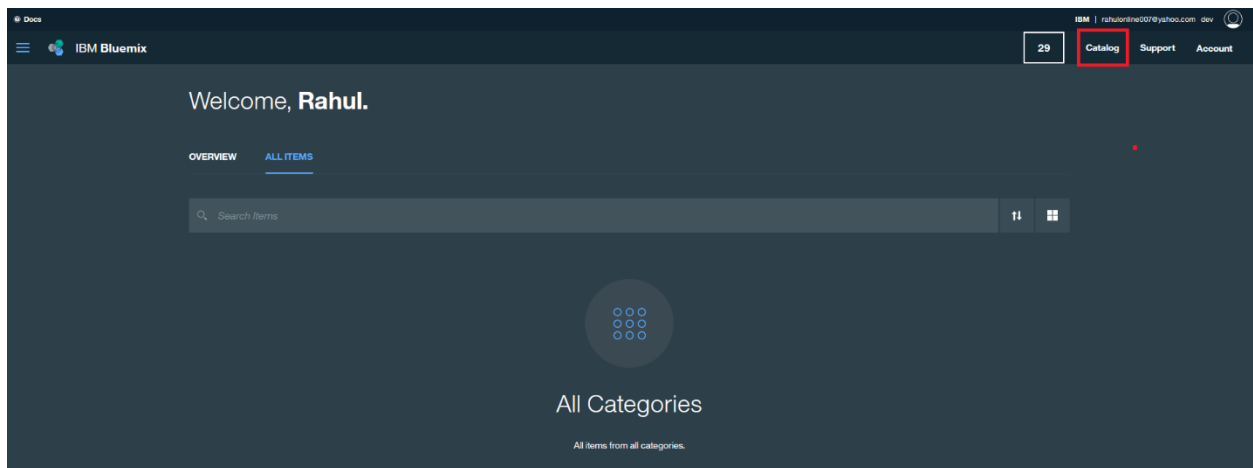 Docs
IBM | rahulonline007@yahoo.com dev
IBM Bluemix
29 Catalog Support Account
Welcome, Rahul.
OVERVIEW ALL ITEMS
Search Items
All Categories
All items from all categories.